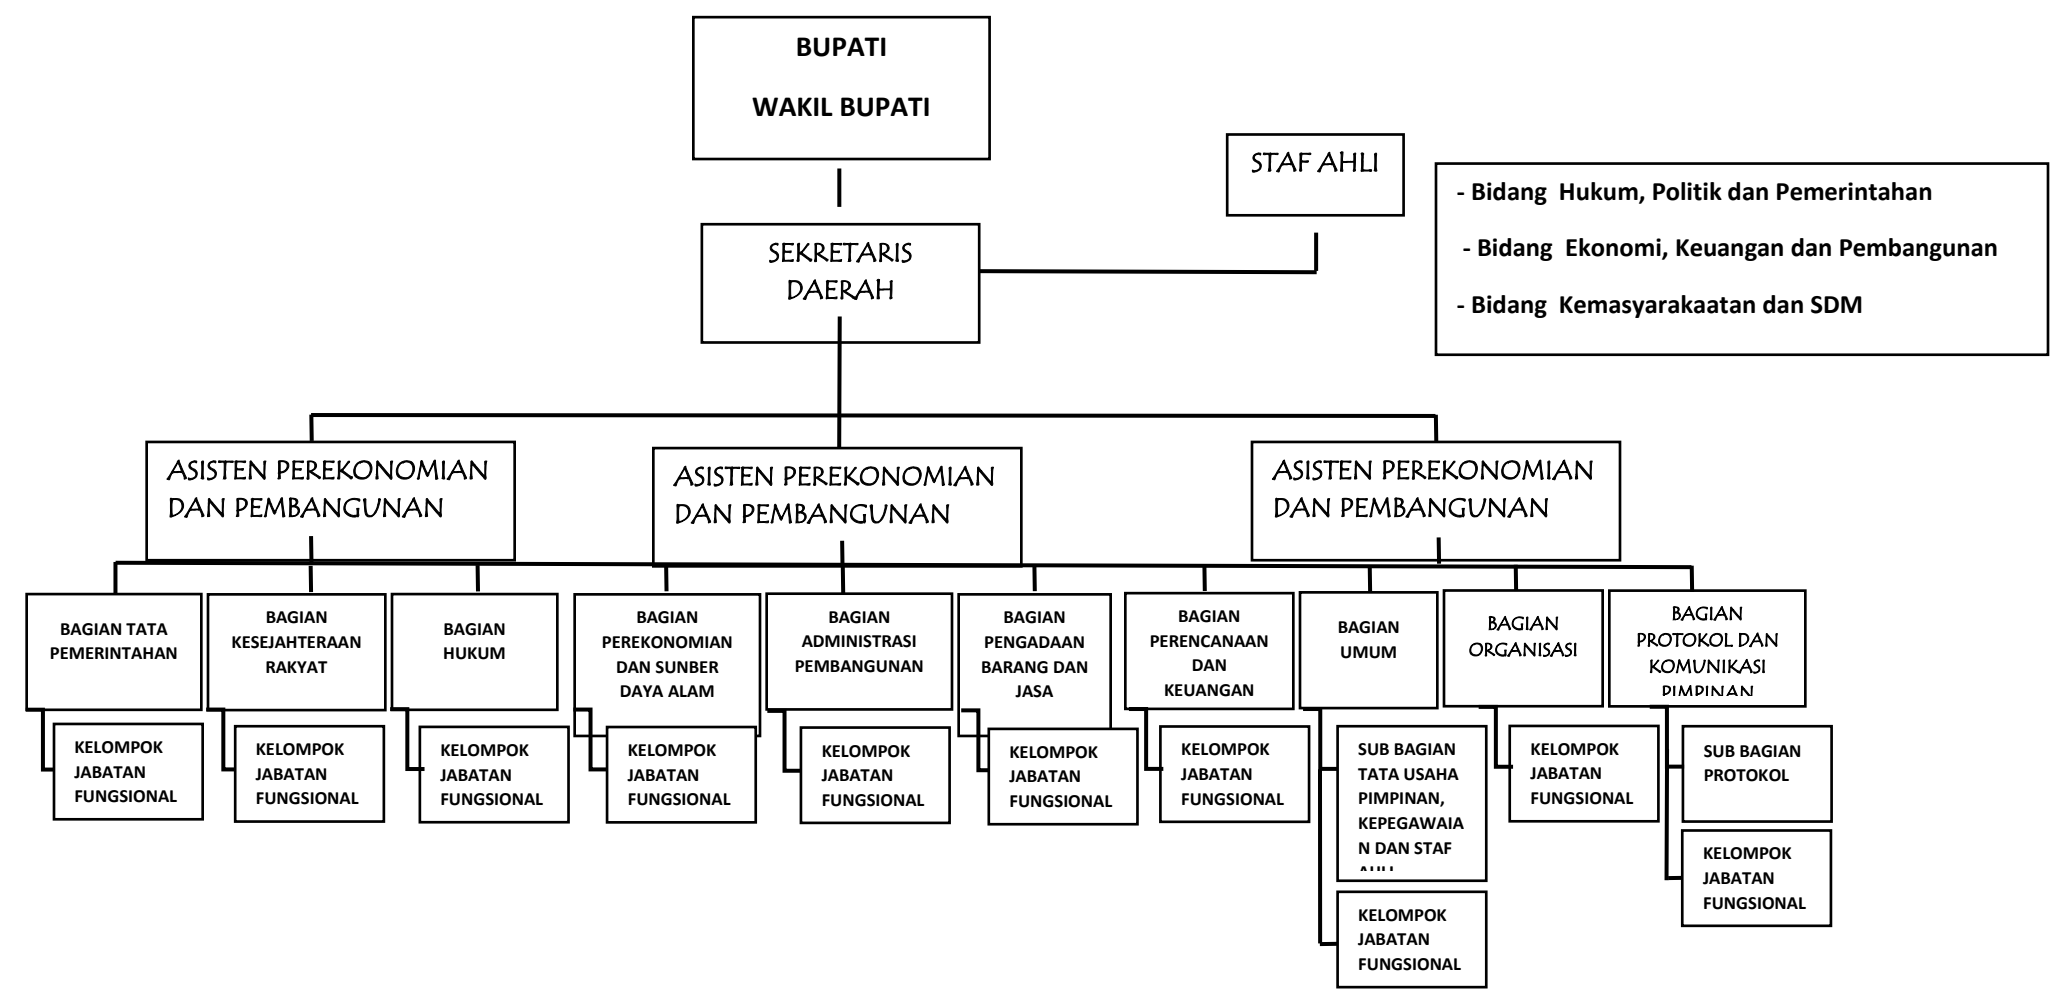 BUPATI
WAKIL BUPATI
STAF AHLI
- Bidang  Hukum, Politik dan Pemerintahan
- Bidang  Ekonomi, Keuangan dan Pembangunan
- Bidang  Kemasyarakaatan dan SDM
SEKRETARIS
DAERAH
ASISTEN PEREKONOMIAN
DAN PEMBANGUNAN
ASISTEN PEREKONOMIAN
DAN PEMBANGUNAN
ASISTEN PEREKONOMIAN
DAN PEMBANGUNAN
BAGIAN TATA
PEMERINTAHAN
BAGIAN
KESEJAHTERAAN
RAKYAT
BAGIAN
HUKUM
BAGIAN
PEREKONOMIAN
DAN SUNBER
DAYA ALAM
BAGIAN
ADMINISTRASI
PEMBANGUNAN
BAGIAN
PENGADAAN
BARANG DAN
JASA
BAGIAN
PERENCANAAN
DAN
KEUANGAN
BAGIAN
UMUM
BAGIAN
ORGANISASI
BAGIAN
PROTOKOL DAN
KOMUNIKASI
PIMPINAN
KELOMPOK
JABATAN
FUNGSIONAL
KELOMPOK
JABATAN
FUNGSIONAL
KELOMPOK
JABATAN
FUNGSIONAL
KELOMPOK
JABATAN
FUNGSIONAL
KELOMPOK
JABATAN
FUNGSIONAL
KELOMPOK
JABATAN
FUNGSIONAL
KELOMPOK
JABATAN
FUNGSIONAL
SUB BAGIAN
TATA USAHA
PIMPINAN,
KEPEGAWAIA
N DAN STAF
AHLI
KELOMPOK
JABATAN
FUNGSIONAL
KELOMPOK
JABATAN
FUNGSIONAL
SUB BAGIAN
PROTOKOL
KELOMPOK
JABATAN
FUNGSIONAL